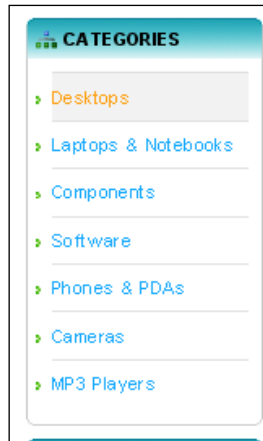 CATEGORIES
Desktops
Laptops & Notebooks
Components
Software
Phones & PDAs
Cameras
MP3 Players